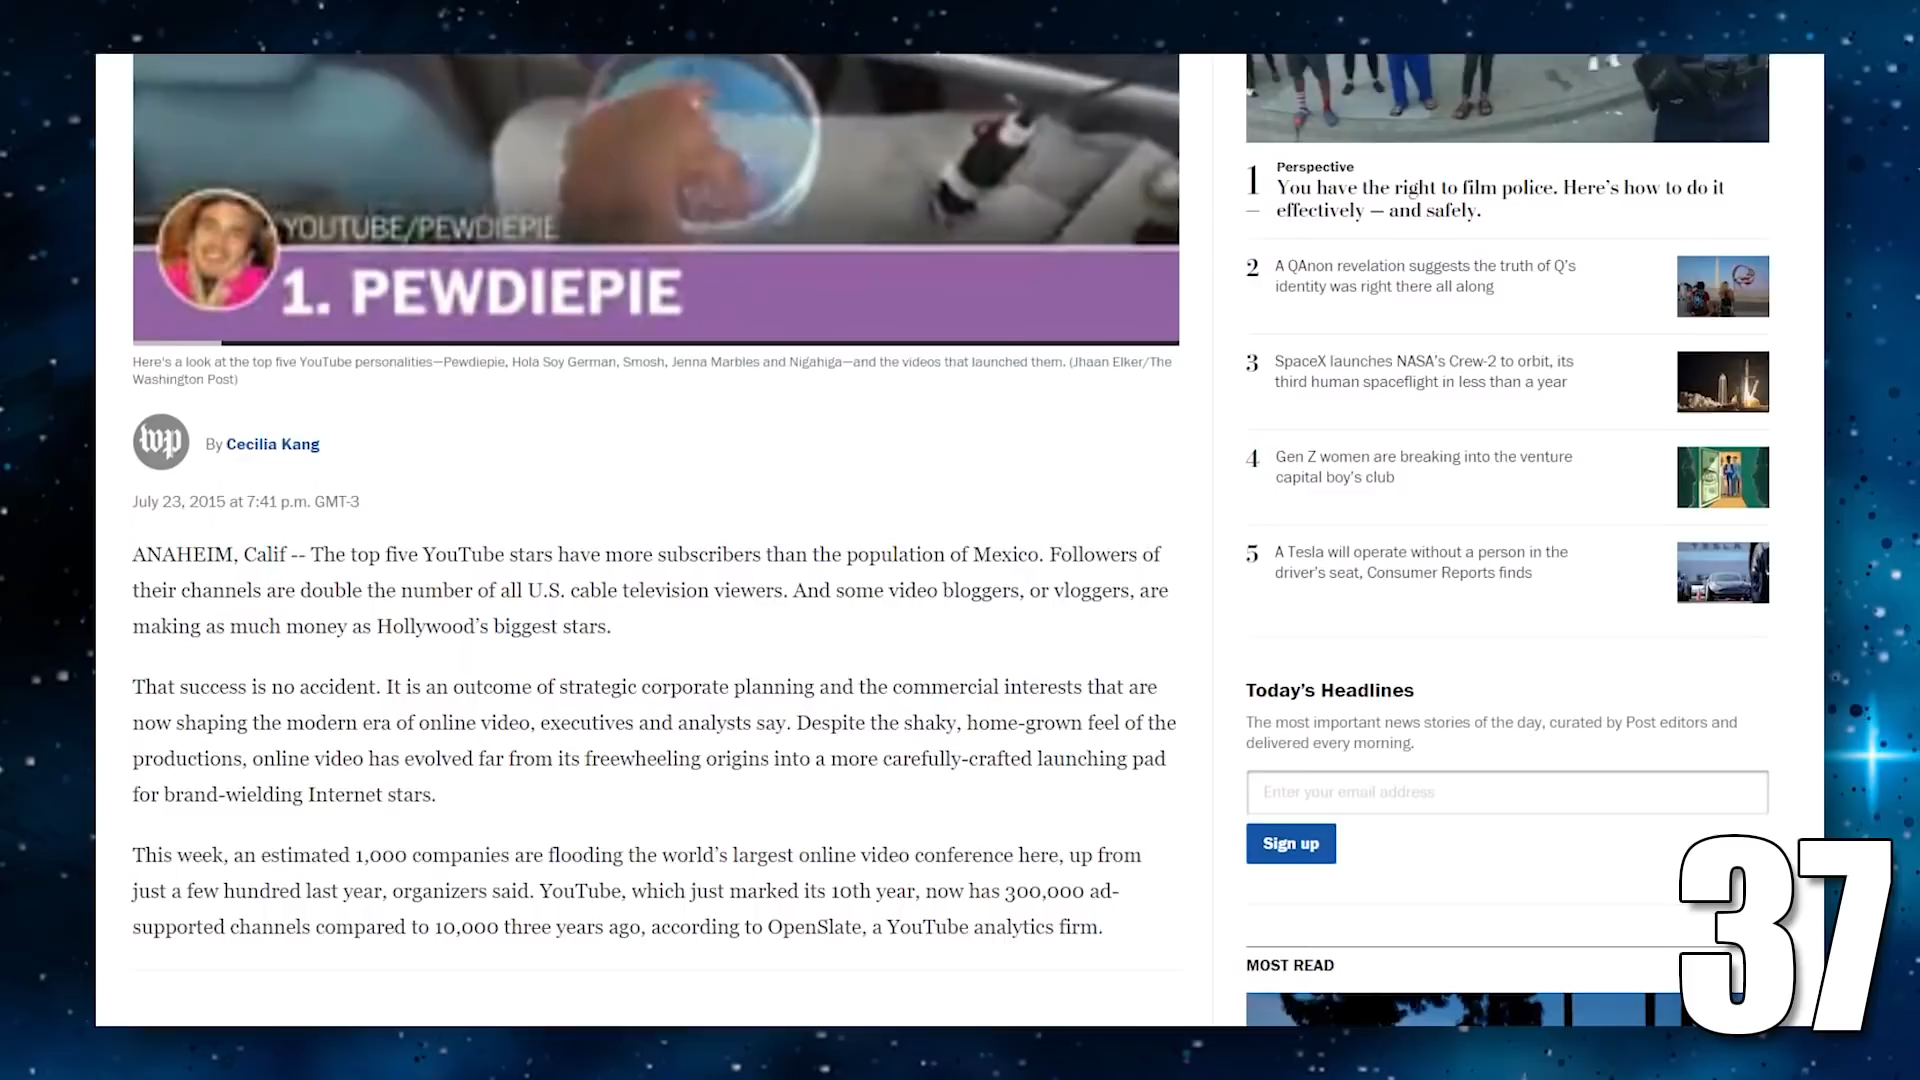 YOUTUBE/PEWDIEPIE
1. PEWDIEPIE
Here's a look at the top five YouTube personalities—Pewdiepie, Hola Soy German, Smosh, Jenna Marbles and Nigahiga—and the videos that launched them. (Jhaan Elker/The
Washington Post)
wp
By Cecilia Kang
July 23, 2015 at 7:41 p.m. GMT-3
ANAHEIM, Calif -- The top five YouTube stars have more subscribers than the population of Mexico. Followers of
their channels are double the number of all U.S. cable television viewers. And some video bloggers, or vloggers, are
making as much money as Hollywood's biggest stars.
That success is no accident. It is an outcome of strategic corporate planning and the commercial interests that are
now shaping the modern era of online video, executives and analysts say. Despite the shaky, home-grown feel of the
productions, online video has evolved far from its freewheeling origins into a more carefully-crafted launching pad
for brand-wielding Internet stars.
This week, an estimated 1,000 companies are flooding the world's largest online video conference here, up from
just a few hundred last year, organizers said. YouTube, which just marked its 10th year, now has 300,000 ad-
supported channels compared to 10,000 three years ago, according to OpenSlate, a YouTube analytics firm.
1
Perspective
You have the right to film police. Here's how to do it
effectively — and safely.
2
A QAnon revelation suggests the truth of Q's
identity was right there all along
3
SpaceX launches NASA's Crew-2 to orbit, its
third human spaceflight in less than a year
4
Gen Z women are breaking into the venture
capital boy's club
5
A Tesla will operate without a person in the
driver's seat, Consumer Reports finds
Today's Headlines
The most important news stories of the day, curated by Post editors and
delivered every morning.
Enter your email address
Sign up
MOST READ
37